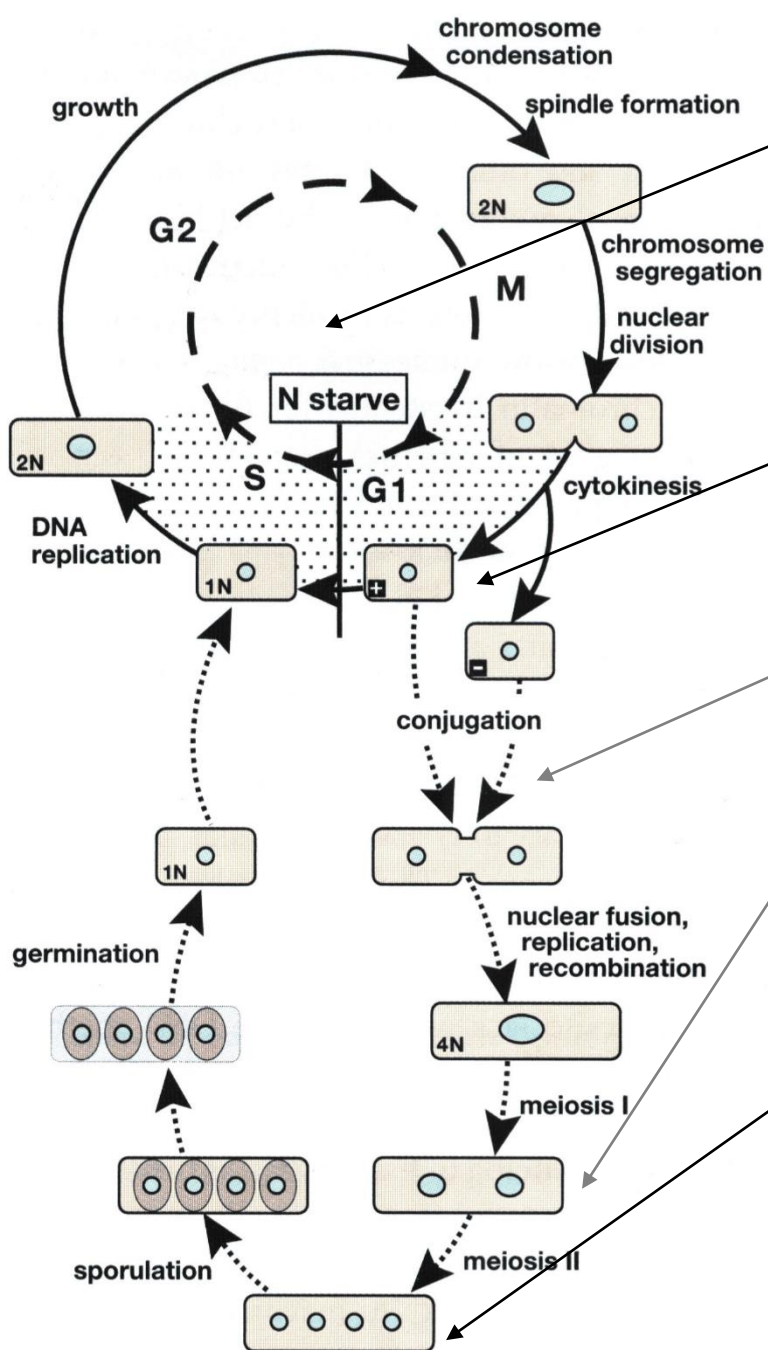 chromosome
condensation
growth
spindle formation
2N
G2
chromosome
segregation
M
nuclear
division
N starve
2N
S
G1
cytokinesis
DNA
replication
1N
+
-
conjugation
1N
nuclear fusion,
replication,
recombination
germination
4N
meiosis I
meiosis II
sporulation